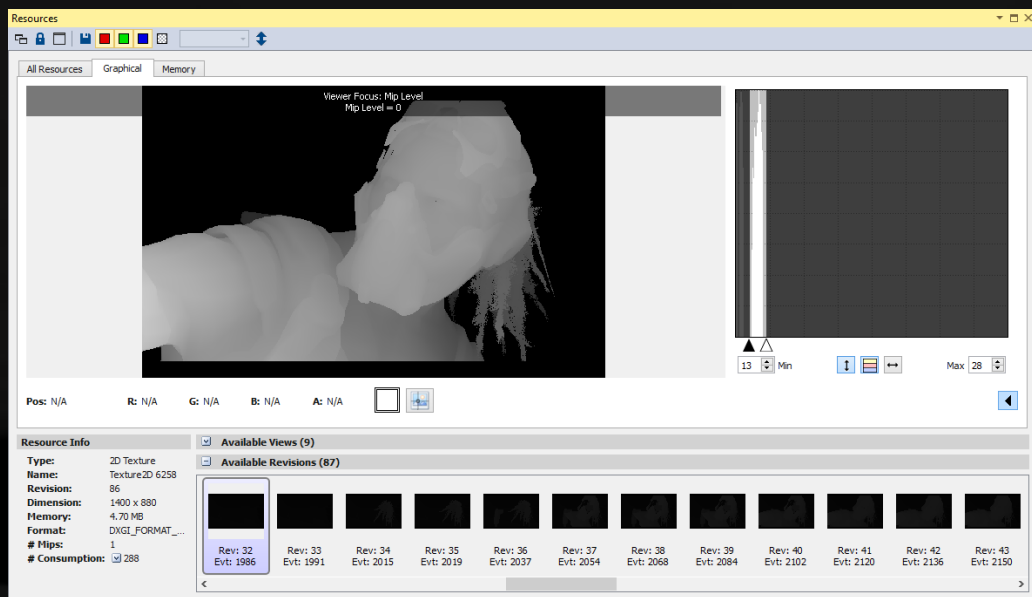 Resources
All Resources Graphical Memory
Viewer Focus: Mip Level
Mip Level = 0
13 Min Max 28
Pos: N/A R: N/A G: N/A B: N/A A: N/A
Resource Info
Type: 2D Texture
Name: Texture2D 6258
Revision: 86
Dimension: 1400 x 880
Memory: 4.70 MB
Format: DXGI_FORMAT_...
# Mips: 1
# Consumption: 288
Available Views (9)
Available Revisions (87)
Rev: 32 Rev: 33 Rev: 34 Rev: 35 Rev: 36 Rev: 37 Rev: 38 Rev: 39 Rev: 40 Rev: 41 Rev: 42 Rev: 43
Evt: 1986 Evt: 1991 Evt: 2015 Evt: 2019 Evt: 2037 Evt: 2054 Evt: 2068 Evt: 2084 Evt: 2102 Evt: 2120 Evt: 2136 Evt: 2150